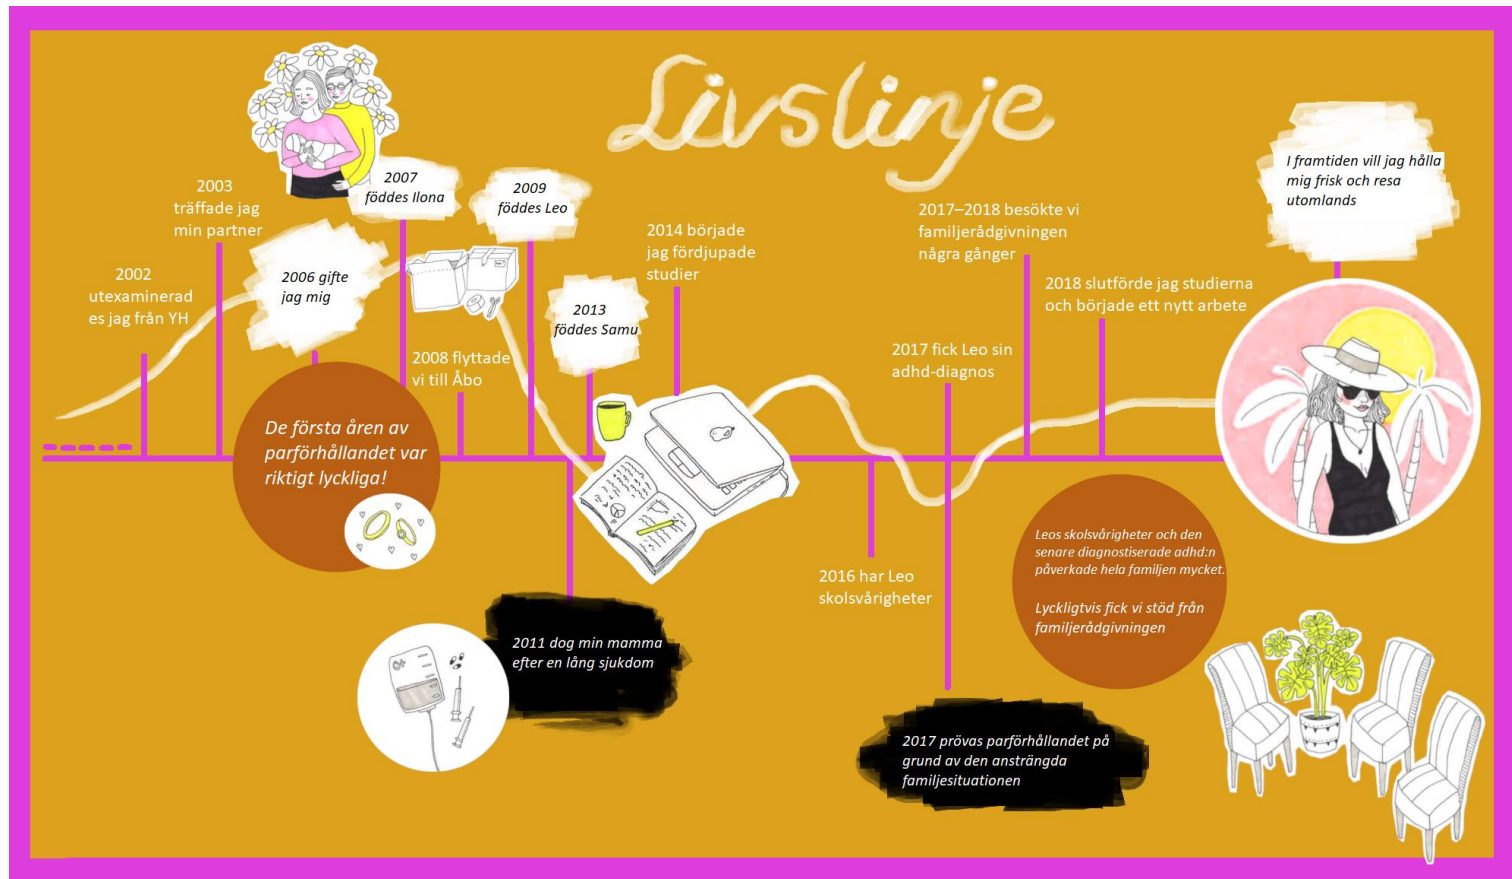 Livslinje
2002
utexaminerad
es jag från YH
2003
träffade jag
min partner
2006 gifte
jag mig
De första åren av
parförhållandet var
riktigt lyckliga!
2007
föddes Ilona
2008 flyttade
vi till Åbo
2009
föddes Leo
2011 dog min mamma
efter en lång sjukdom
2013
föddes Samu
2014 började
jag fördjupade
studier
2016 har Leo
skolsvårigheter
2017 fick Leo sin
adhd-diagnos
2017 prövas parförhållandet på
grund av den ansträngda
familjesituationen
2017–2018 besökte vi
familjerådgivningen
några gånger
2018 slutförde jag studierna
och började ett nytt arbete
Leos skolsvårigheter och den
senare diagnostiserade adhd:n
påverkade hela familjen mycket.
Lyckligtvis fick vi stöd från
familjerådgivningen
I framtiden vill jag hålla
mig frisk och resa
utomlands